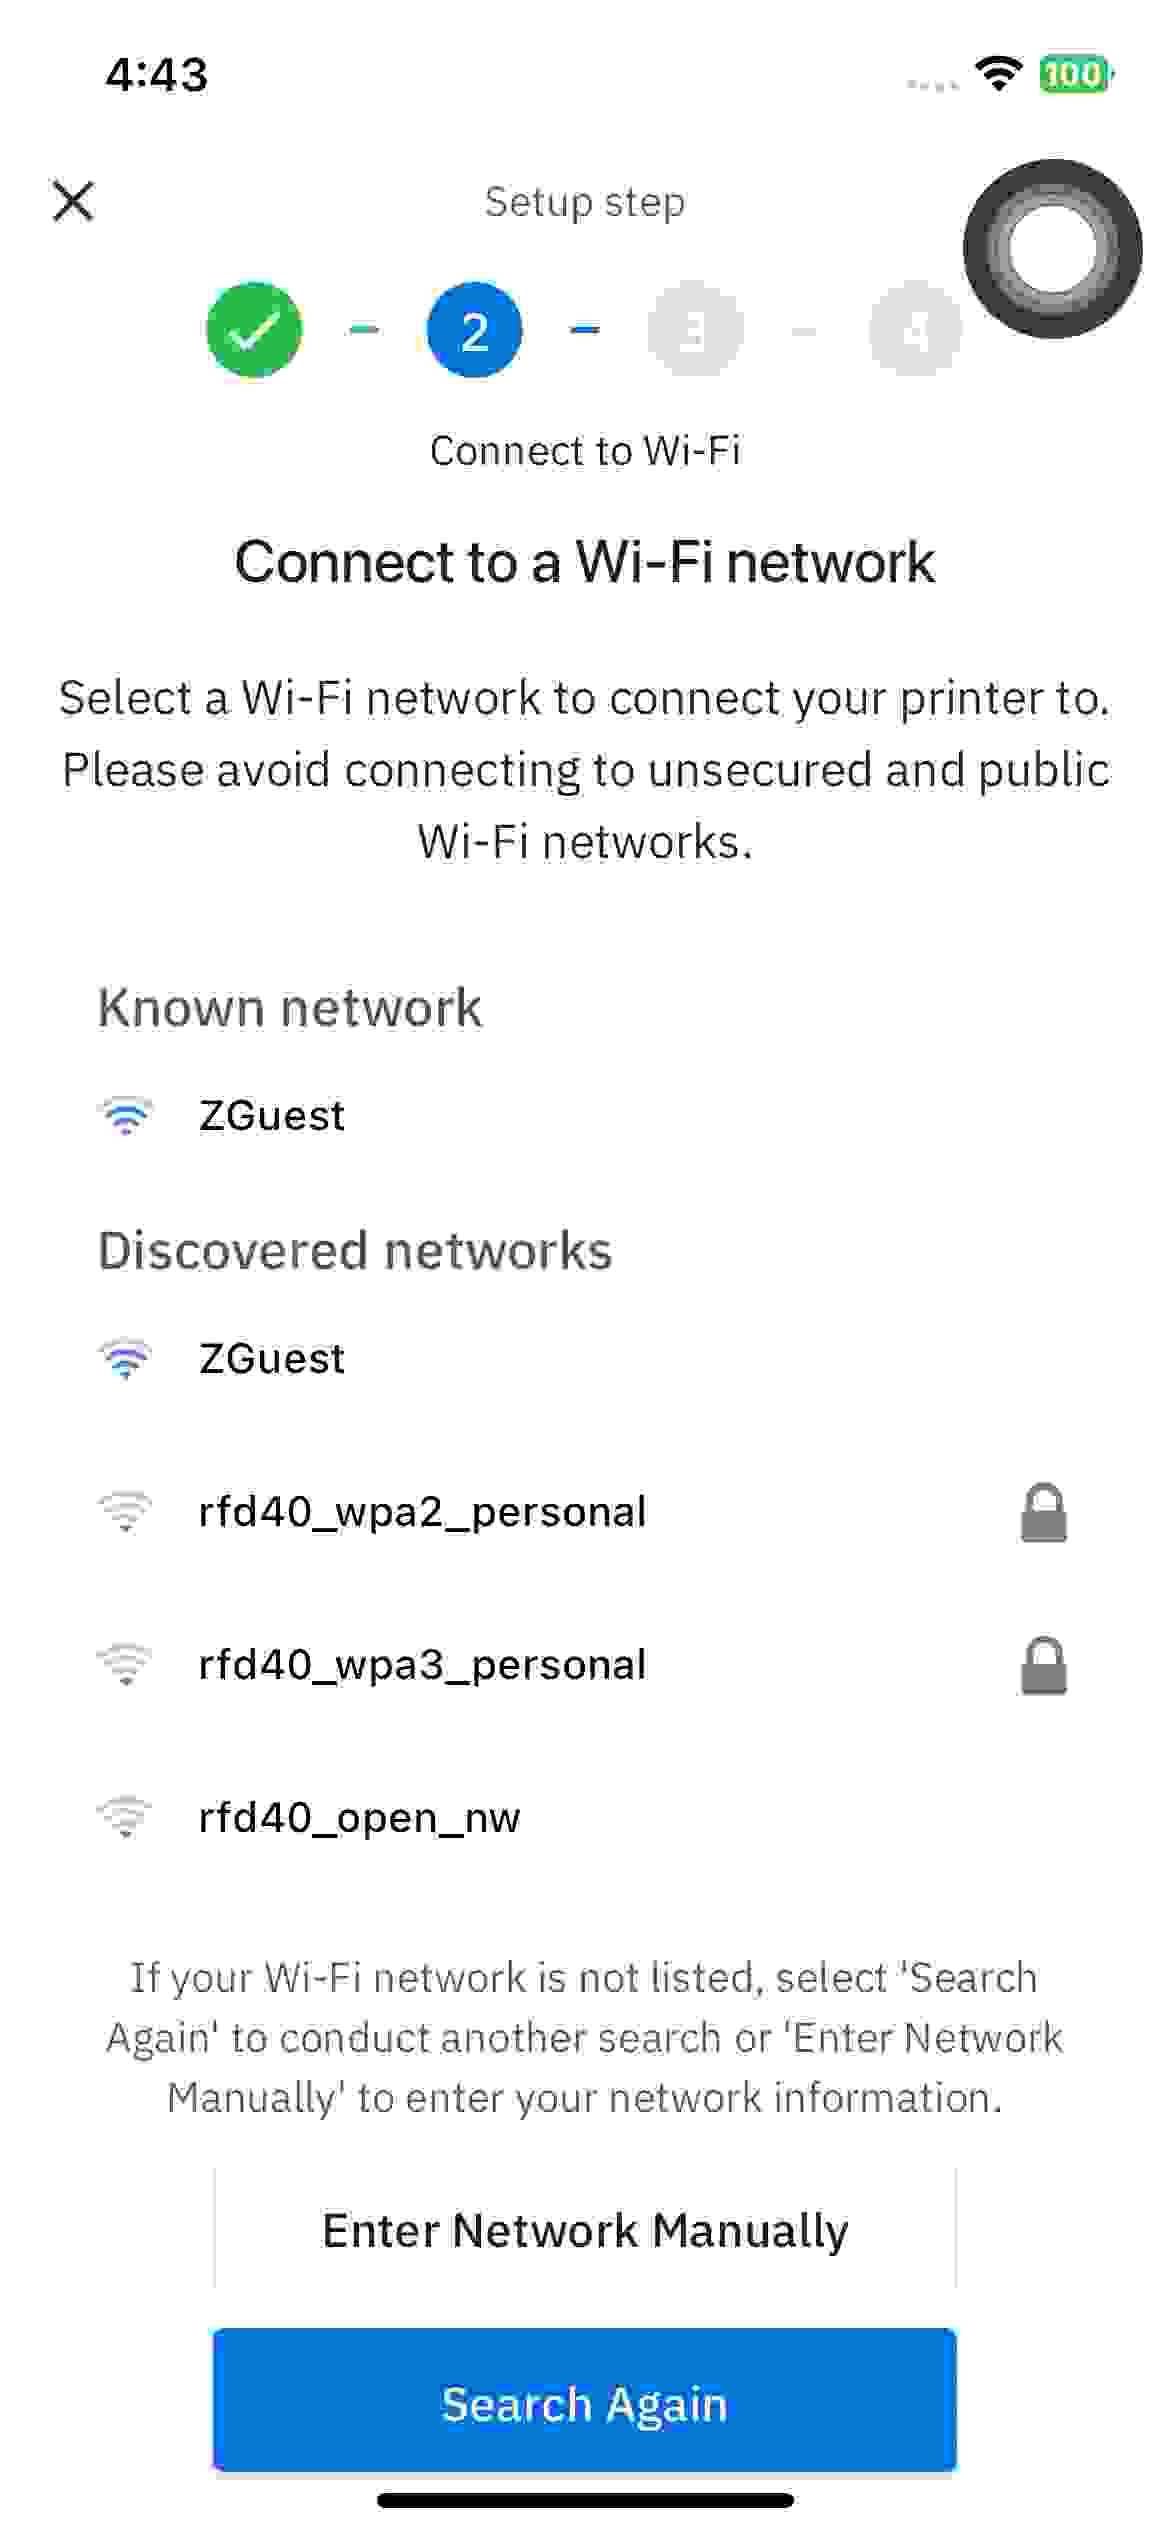 4:43
100
Setup step
2
3
4
Connect to Wi-Fi
Connect to a Wi-Fi network
Select a Wi-Fi network to connect your printer to.
Please avoid connecting to unsecured and public
Wi-Fi networks.
Known network
ZGuest
Discovered networks
ZGuest
rfd40_wpa2_personal
rfd40_wpa3_personal
rfd40_open_nw
If your Wi-Fi network is not listed, select 'Search
Again' to conduct another search or 'Enter Network
Manually' to enter your network information.
Enter Network Manually
Search Again